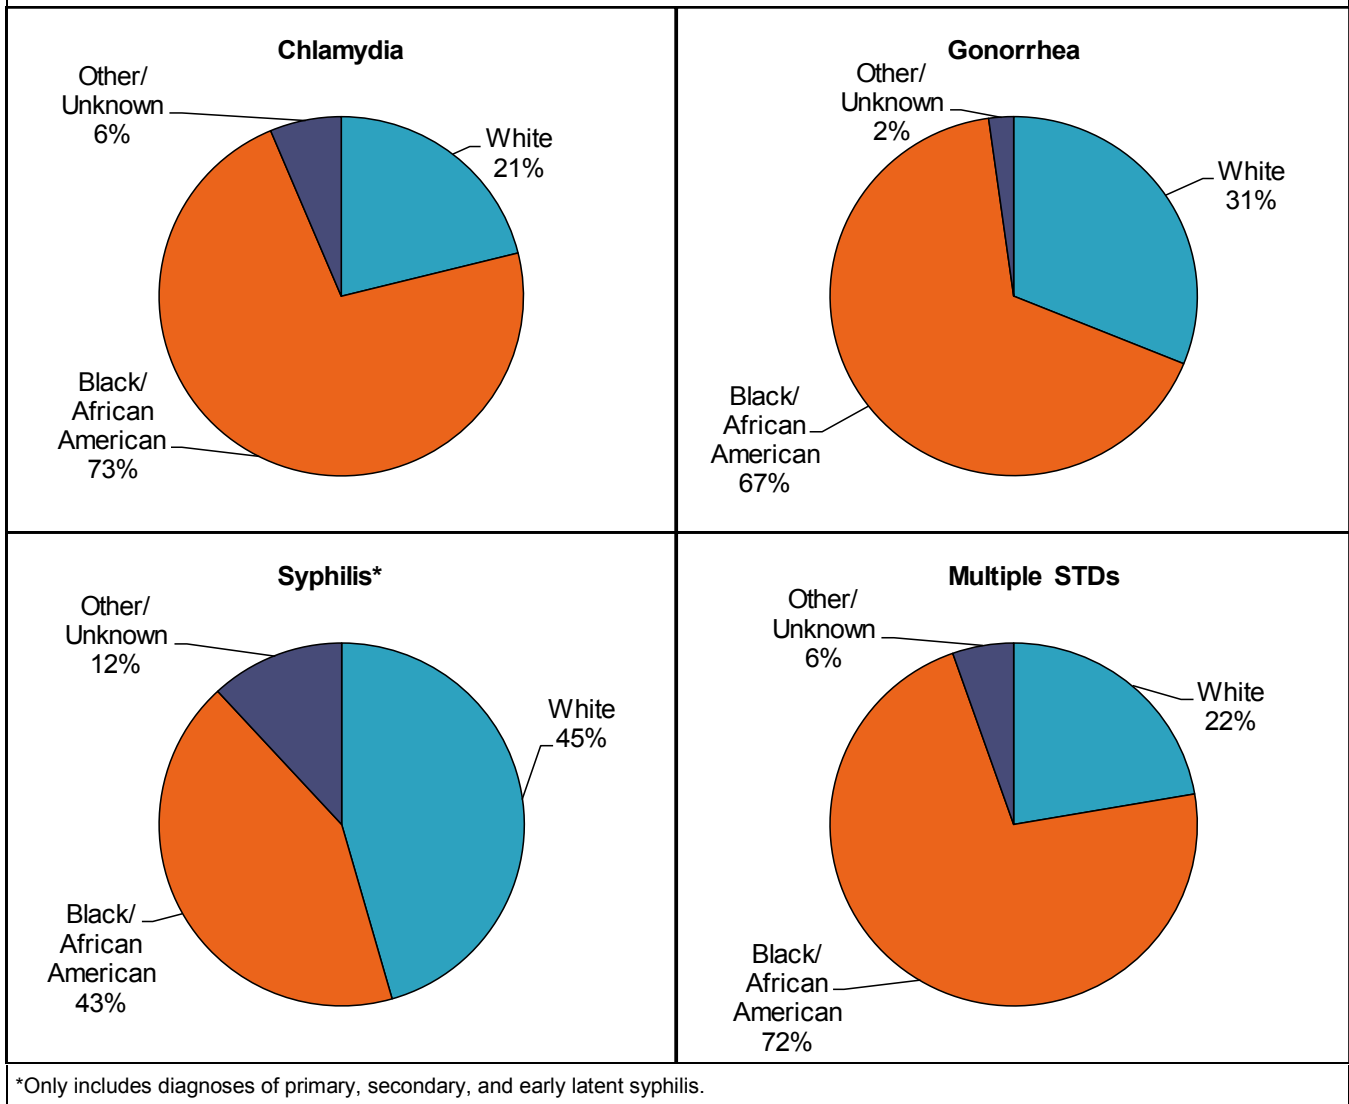 Chlamydia
Other/
Unknown
6%
White
21%
Black/
African
American
73%
Gonorrhea
Other/
Unknown
2%
White
31%
Black/
African
American
67%
Syphilis*
Other/
Unknown
12%
White
45%
Black/
African
American
43%
Multiple STDs
Other/
Unknown
6%
White
22%
Black/
African
American
72%
*Only includes diagnoses of primary, secondary, and early latent syphilis.